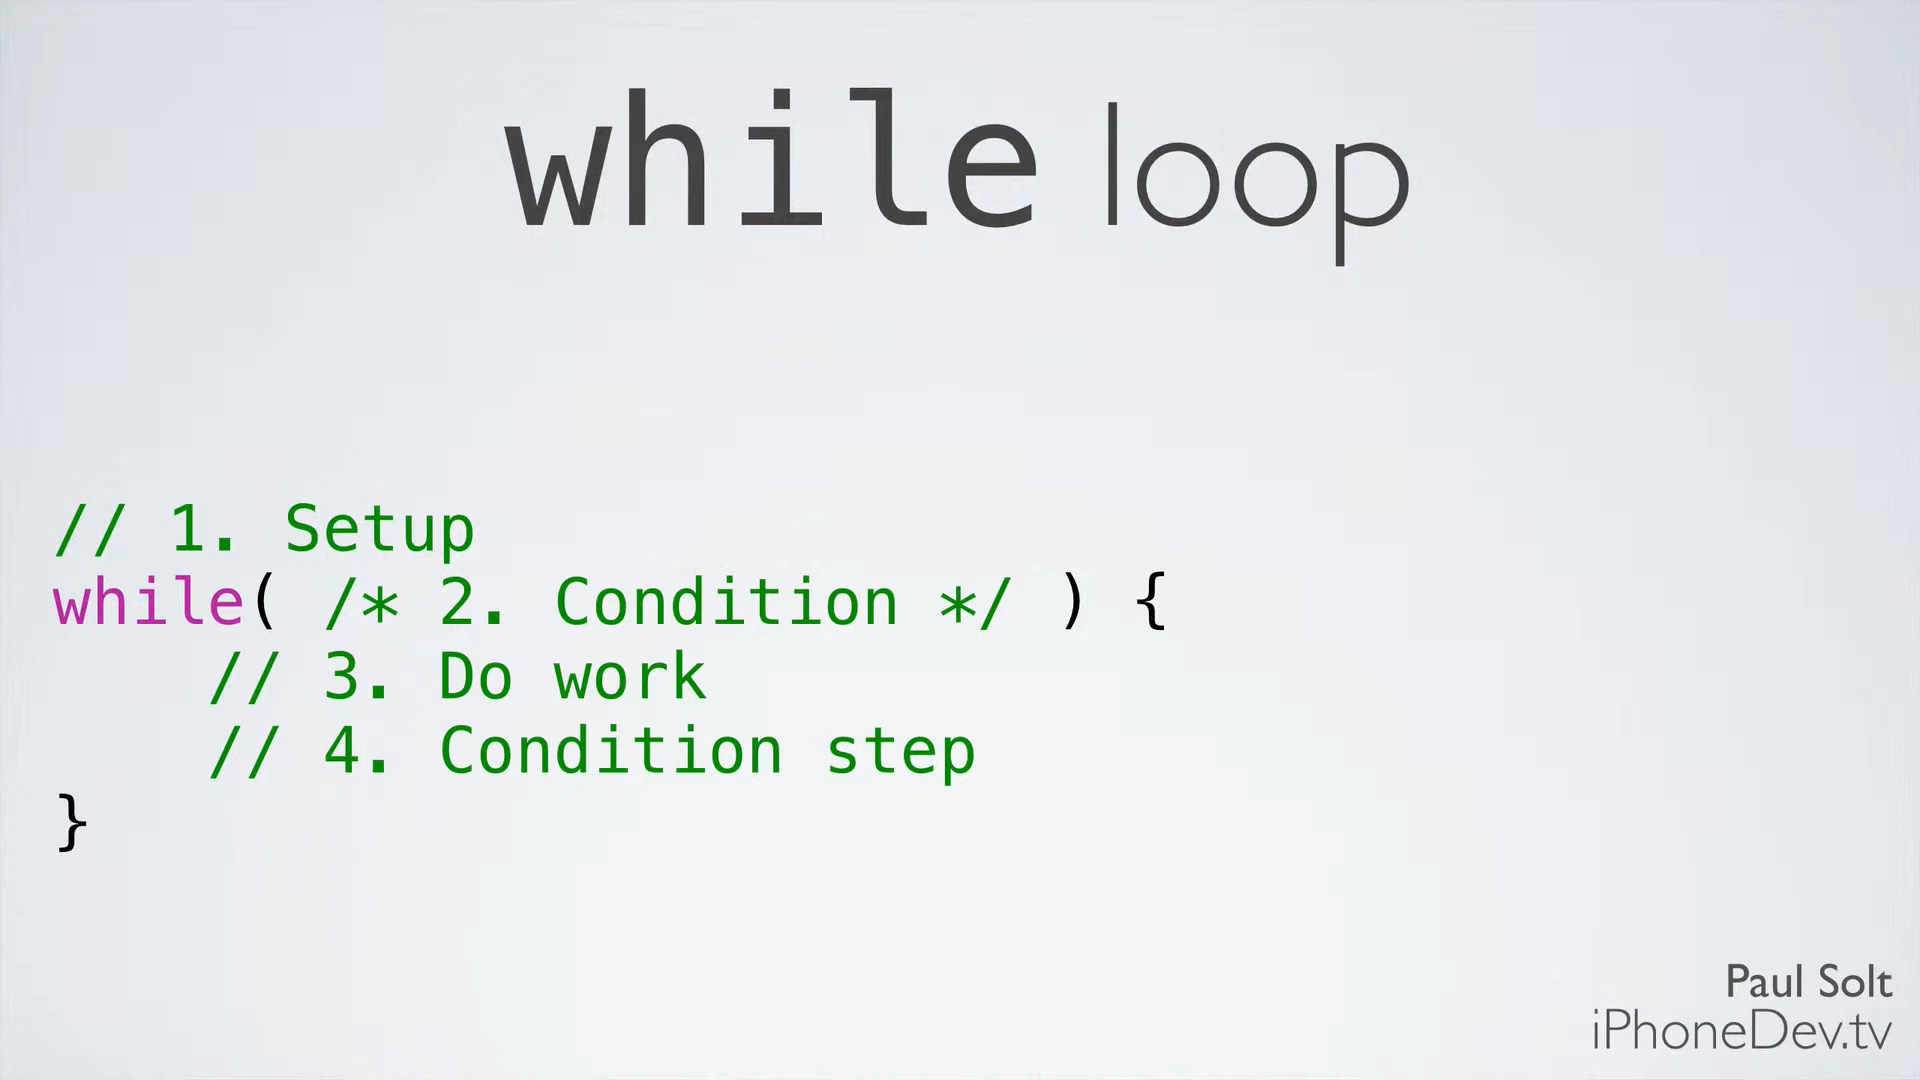 while loop
// 1. Setup
while( /* 2. Condition */ ) {
    // 3. Do work
    // 4. Condition step
}
Paul Solt
iPhoneDev.tv